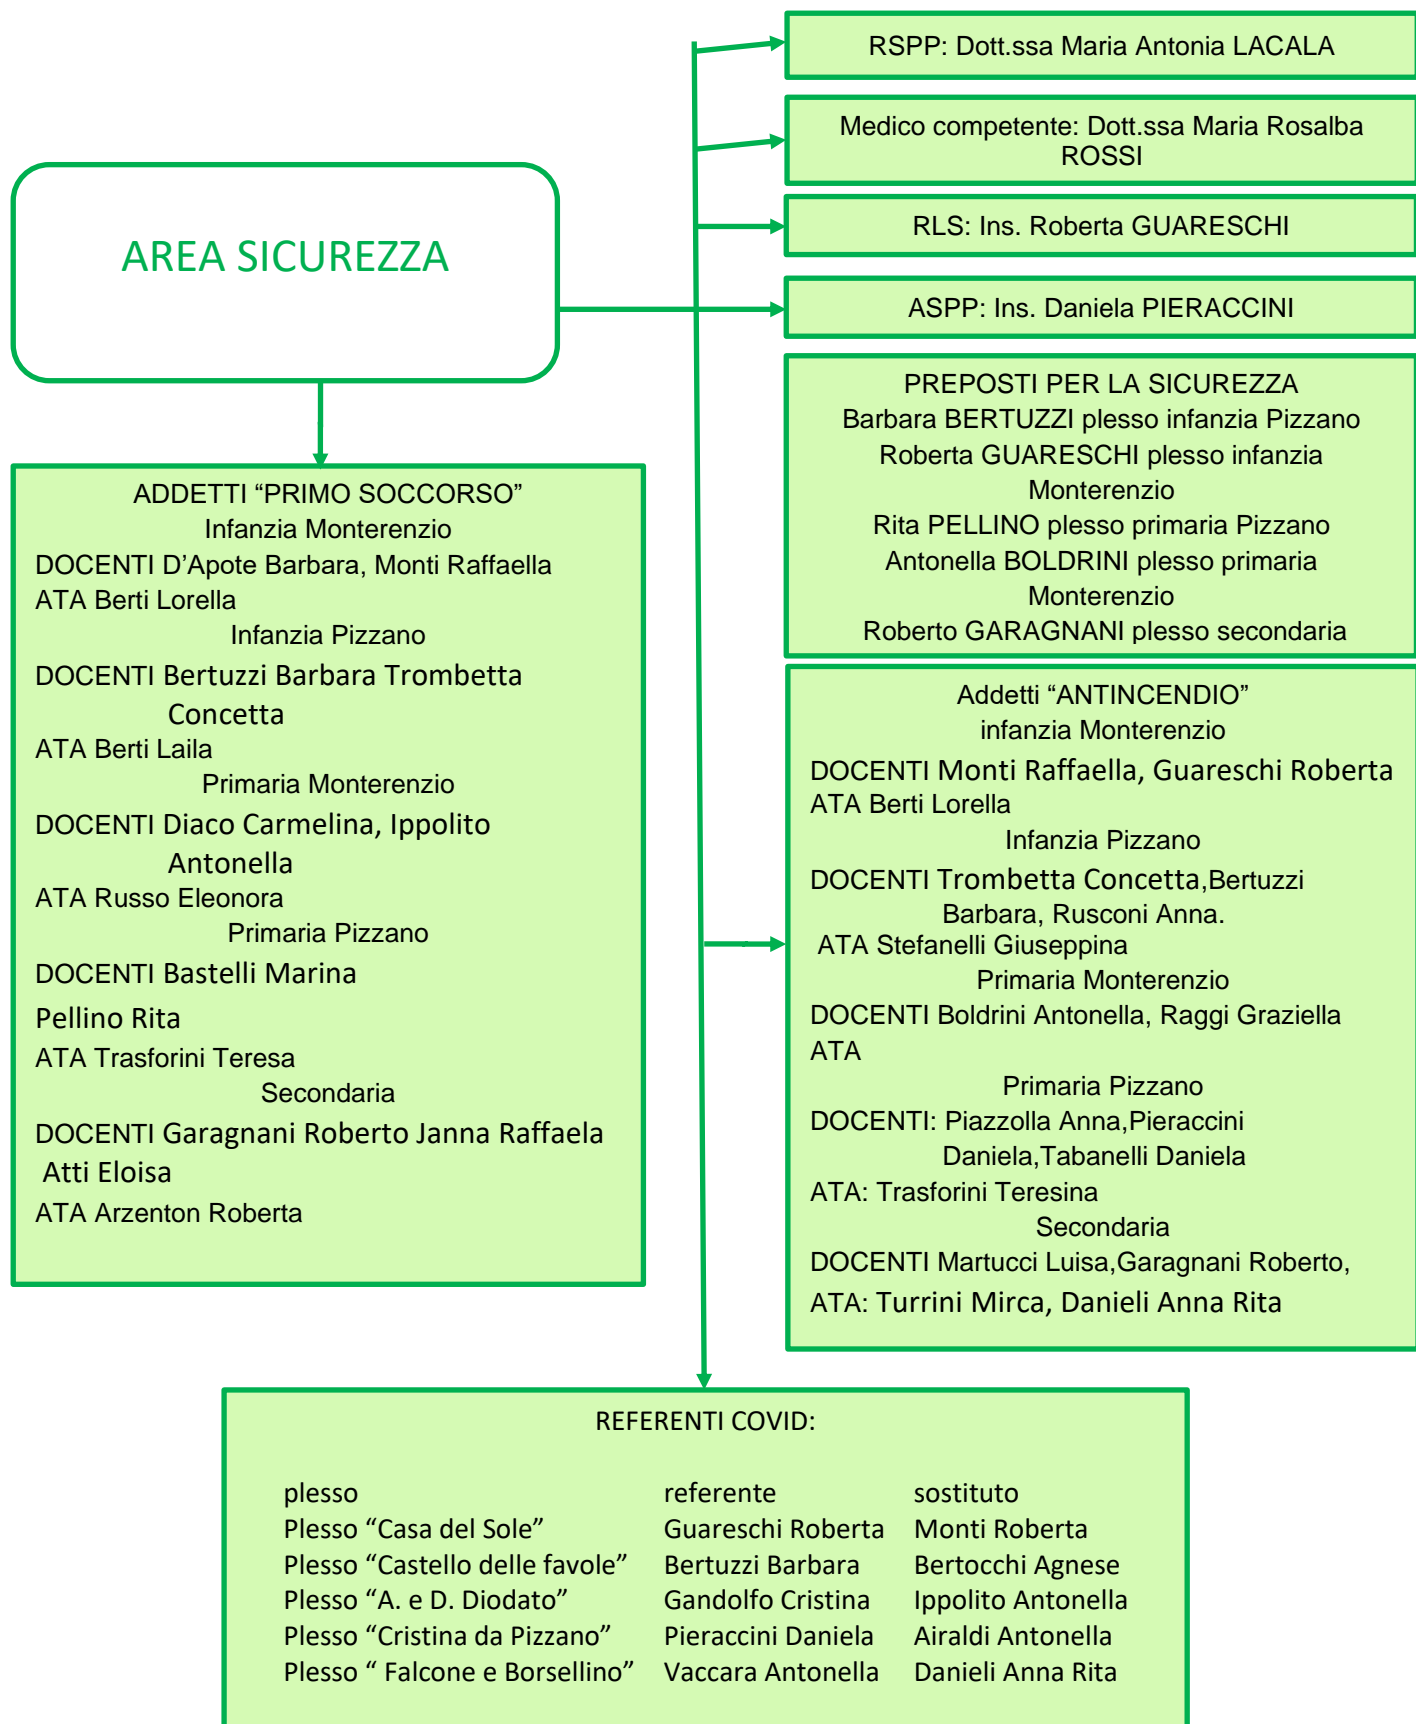 RSPP: Dott.ssa Maria Antonia LACALA
Medico competente: Dott.ssa Maria Rosalba
ROSSI
RLS: Ins. Roberta GUARESCHI
AREA SICUREZZA
ASPP: Ins. Daniela PIERACCINI
PREPOSTI PER LA SICUREZZA
Barbara BERTUZZI plesso infanzia Pizzano
Roberta GUARESCHI plesso infanzia
Monterenzio
Rita PELLINO plesso primaria Pizzano
Antonella BOLDRINI plesso primaria
Monterenzio
Roberto GARAGNANI plesso secondaria
ADDETTI “PRIMO SOCCORSO”
Infanzia Monterenzio
DOCENTI D’Apote Barbara, Monti Raffaella
ATA Berti Lorella
Infanzia Pizzano
DOCENTI Bertuzzi Barbara Trombetta
Concetta
ATA Berti Laila
Primaria Monterenzio
DOCENTI Diaco Carmelina, Ippolito
Antonella
ATA Russo Eleonora
Primaria Pizzano
DOCENTI Bastelli Marina
Pellino Rita
ATA Trasforini Teresa
Secondaria
DOCENTI Garagnani Roberto Janna Raffaela
Atti Eloisa
ATA Arzenton Roberta
Addetti “ANTINCENDIO”
infanzia Monterenzio
DOCENTI Monti Raffaella, Guareschi Roberta
ATA Berti Lorella
Infanzia Pizzano
DOCENTI Trombetta Concetta,Bertuzzi
Barbara, Rusconi Anna.
ATA Stefanelli Giuseppina
Primaria Monterenzio
DOCENTI Boldrini Antonella, Raggi Graziella
ATA
Primaria Pizzano
DOCENTI: Piazzolla Anna,Pieraccini
Daniela,Tabanelli Daniela
ATA: Trasforini Teresina
Secondaria
DOCENTI Martucci Luisa,Garagnani Roberto,
ATA: Turrini Mirca, Danieli Anna Rita
REFERENTI COVID:
plesso referente sostituto
Plesso “Casa del Sole” Guareschi Roberta Monti Roberta
Plesso “Castello delle favole” Bertuzzi Barbara Bertocchi Agnese
Plesso “A. e D. Diodato” Gandolfo Cristina Ippolito Antonella
Plesso “Cristina da Pizzano” Pieraccini Daniela Airaldi Antonella
Plesso “ Falcone e Borsellino” Vaccara Antonella Danieli Anna Rita